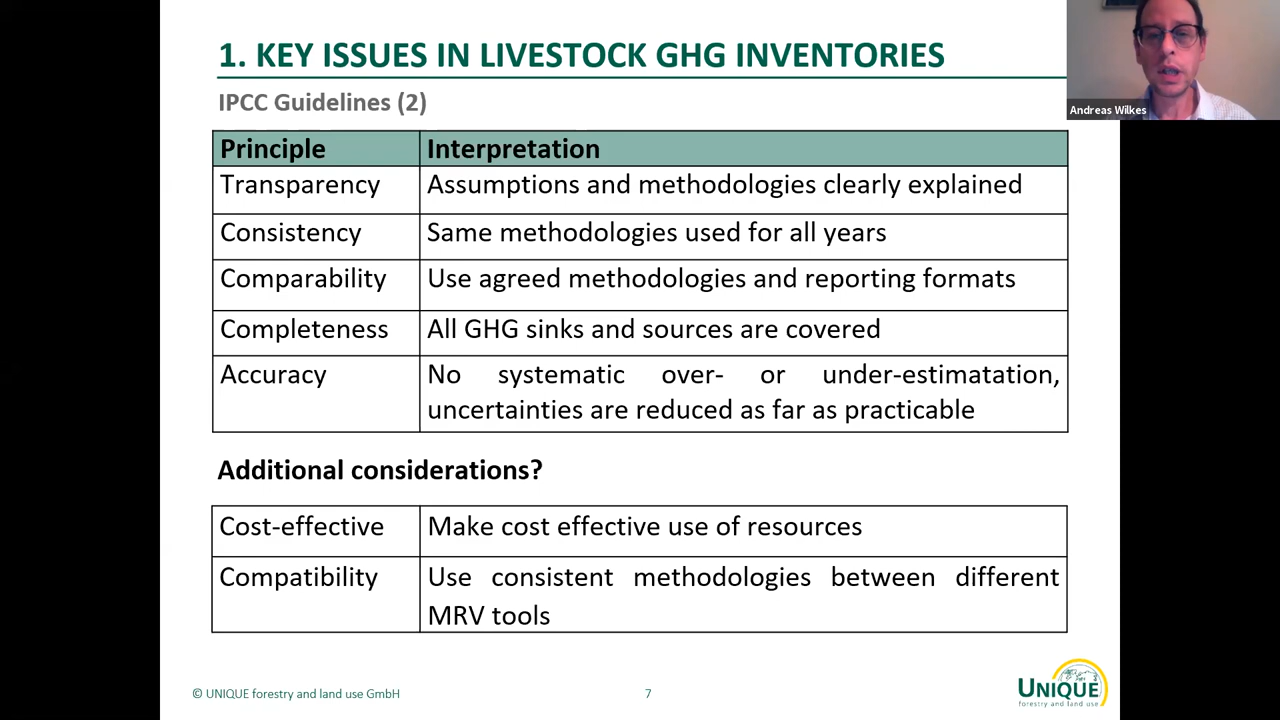 1. KEY ISSUES IN LIVESTOCK GHG INVENTORIES
IPCC Guidelines (2)
Andreas Wilkes
Principle Interpretation
Transparency Assumptions and methodologies clearly explained
Consistency Same methodologies used for all years
Comparability Use agreed methodologies and reporting formats
Completeness All GHG sinks and sources are covered
Accuracy No systematic over- or under-estimatation,
uncertainties are reduced as far as practicable
Additional considerations?
Cost-effective Make cost effective use of resources
Compatibility Use consistent methodologies between different
MRV tools
© UNIQUE forestry and land use GmbH
7
UNIQUE
forestry and land use